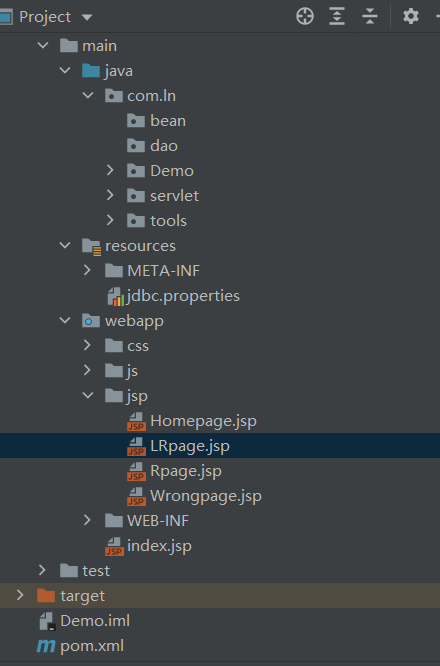 Project
main
java
com.ln
bean
dao
Demo
servlet
tools
resources
META-INF
jdbc.properties
webapp
css
js
jsp
Homepage.jsp
LRpage.jsp
Rpage.jsp
Wrongpage.jsp
WEB-INF
index.jsp
test
target
Demo.iml
pom.xml